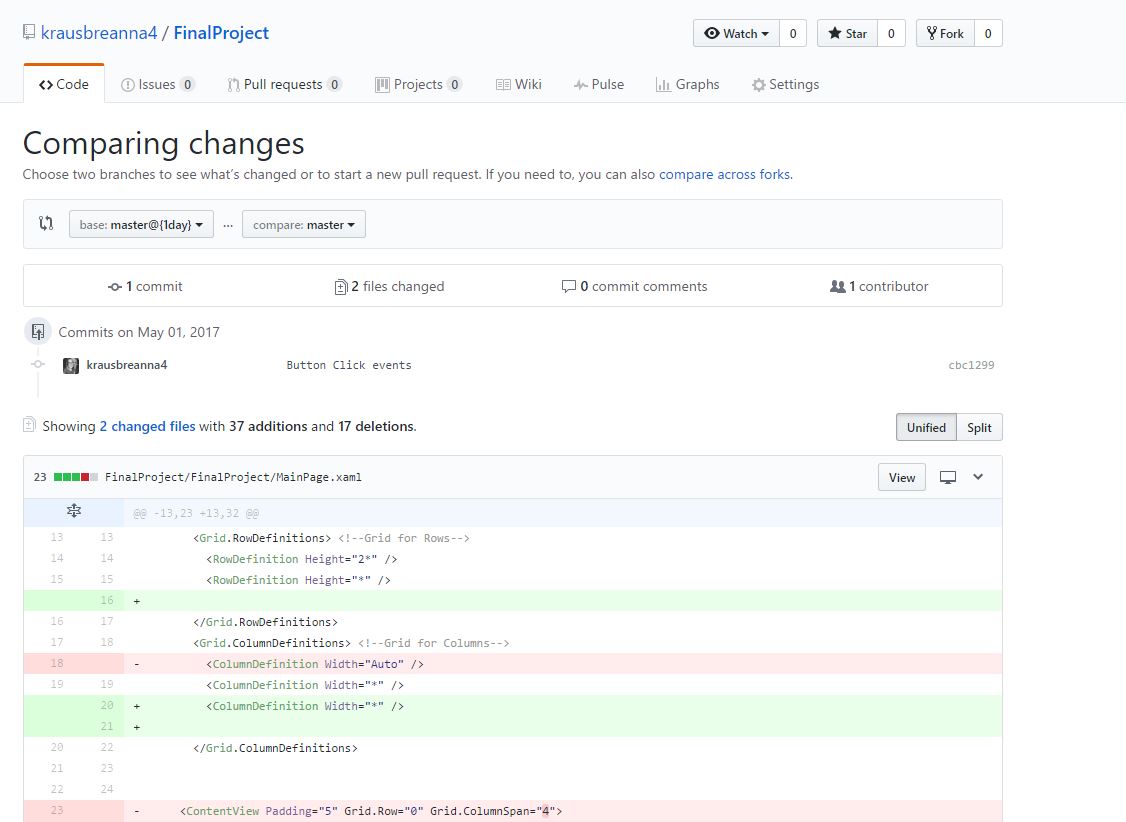 krausbreanna4 / FinalProject
Watch 0 Star 0 Fork 0
Code Issues 0 Pull requests 0 Projects 0 Wiki Pulse Graphs Settings
Comparing changes
Choose two branches to see what's changed or to start a new pull request. If you need to, you can also compare across forks.
base: master@{1day} ... compare: master
1 commit 2 files changed 0 commit comments 1 contributor
Commits on May 01, 2017
krausbreanna4 Button Click events cbc1299
Showing 2 changed files with 37 additions and 17 deletions.
Unified Split
23 FinalProject/FinalProject/MainPage.xaml View
@@ -13,23 +13,32 @@
13 13 <Grid.RowDefinitions> <!--Grid for Rows-->
14 14 <RowDefinition Height="2*" />
15 15 <RowDefinition Height="*" />
16 +
16 17 </Grid.RowDefinitions>
17 18 <Grid.ColumnDefinitions> <!--Grid for Columns-->
18 - <ColumnDefinition Width="Auto" />
19 19 <ColumnDefinition Width="*" />
20 + <ColumnDefinition Width="*" />
21 +
20 22 </Grid.ColumnDefinitions>
21 23
22 24
23 - <ContentView Padding="5" Grid.Row="0" Grid.ColumnSpan="4">